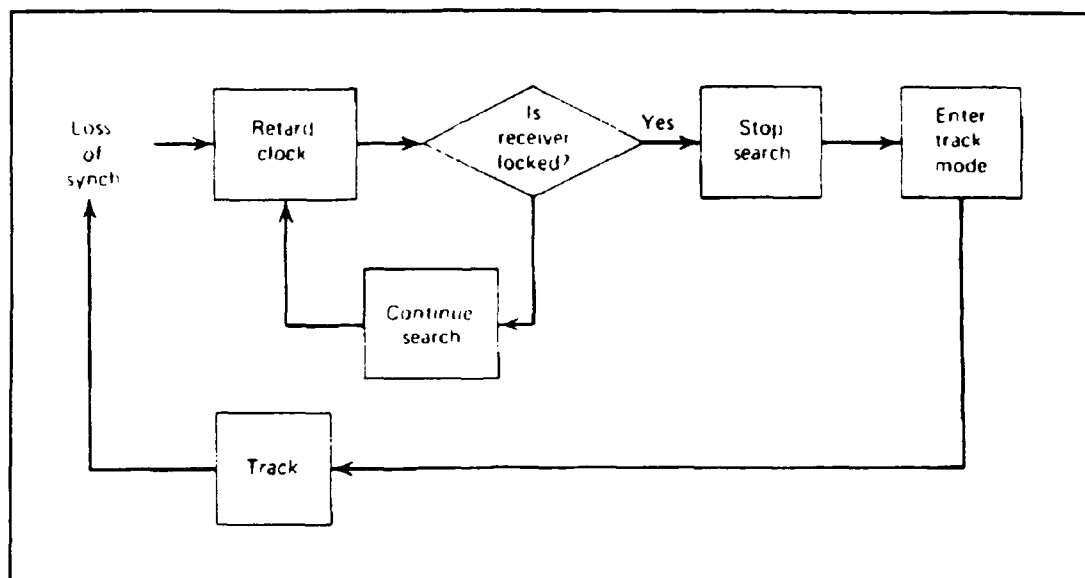 Loss
of
synch
Retard
clock
Is
receiver
locked?
Yes
Stop
search
Enter
track
mode
Continue
search
Track